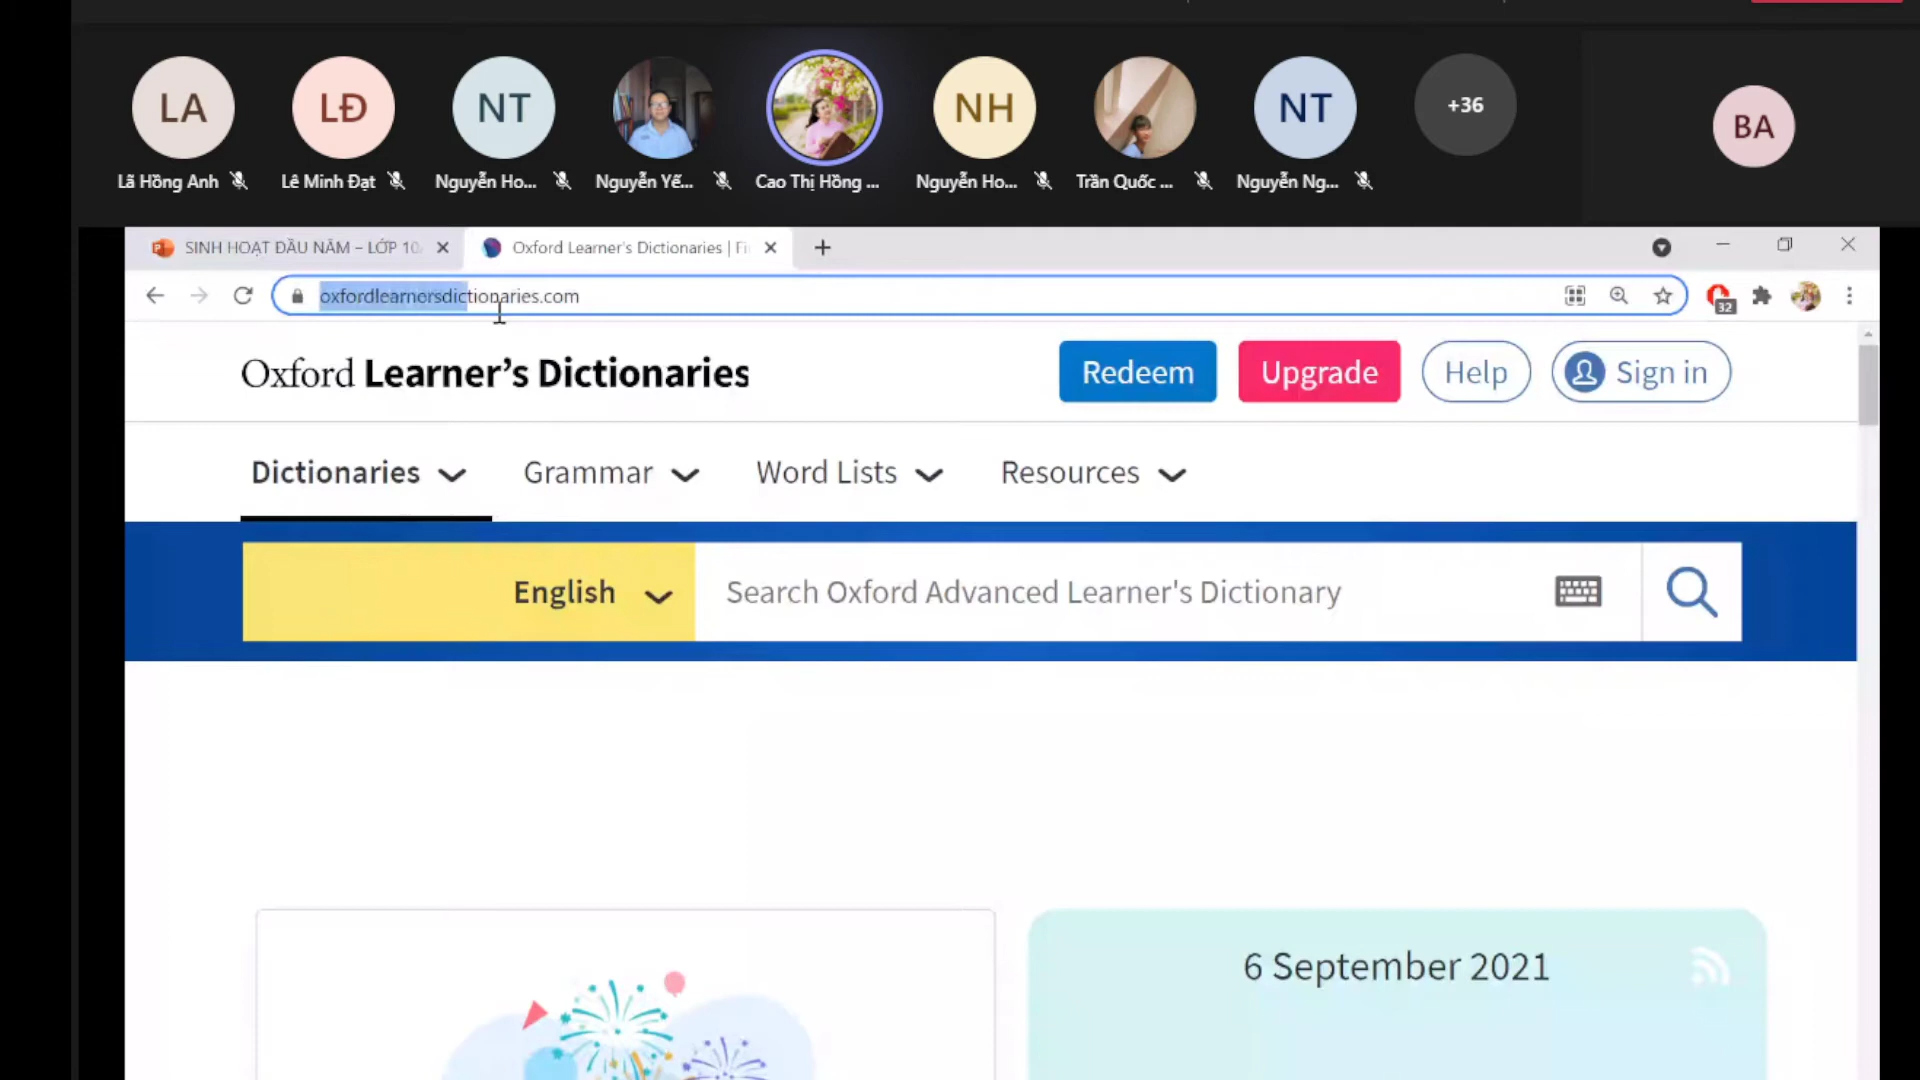 LA
LĐ
NT
NH
NT
+36
BA
Lã Hồng Anh
Lê Minh Đạt
Nguyễn Ho...
Nguyễn Yế...
Cao Thị Hồng ...
Nguyễn Ho...
Trần Quốc ...
Nguyễn Ng...
SINH HOẠT ĐẦU NĂM – LỚP 10
Oxford Learner's Dictionaries | Fi
oxfordlearnersdictionaries.com
32
Oxford Learner's Dictionaries
Redeem
Upgrade
Help
Sign in
Dictionaries
Grammar
Word Lists
Resources
English
Search Oxford Advanced Learner's Dictionary
6 September 2021